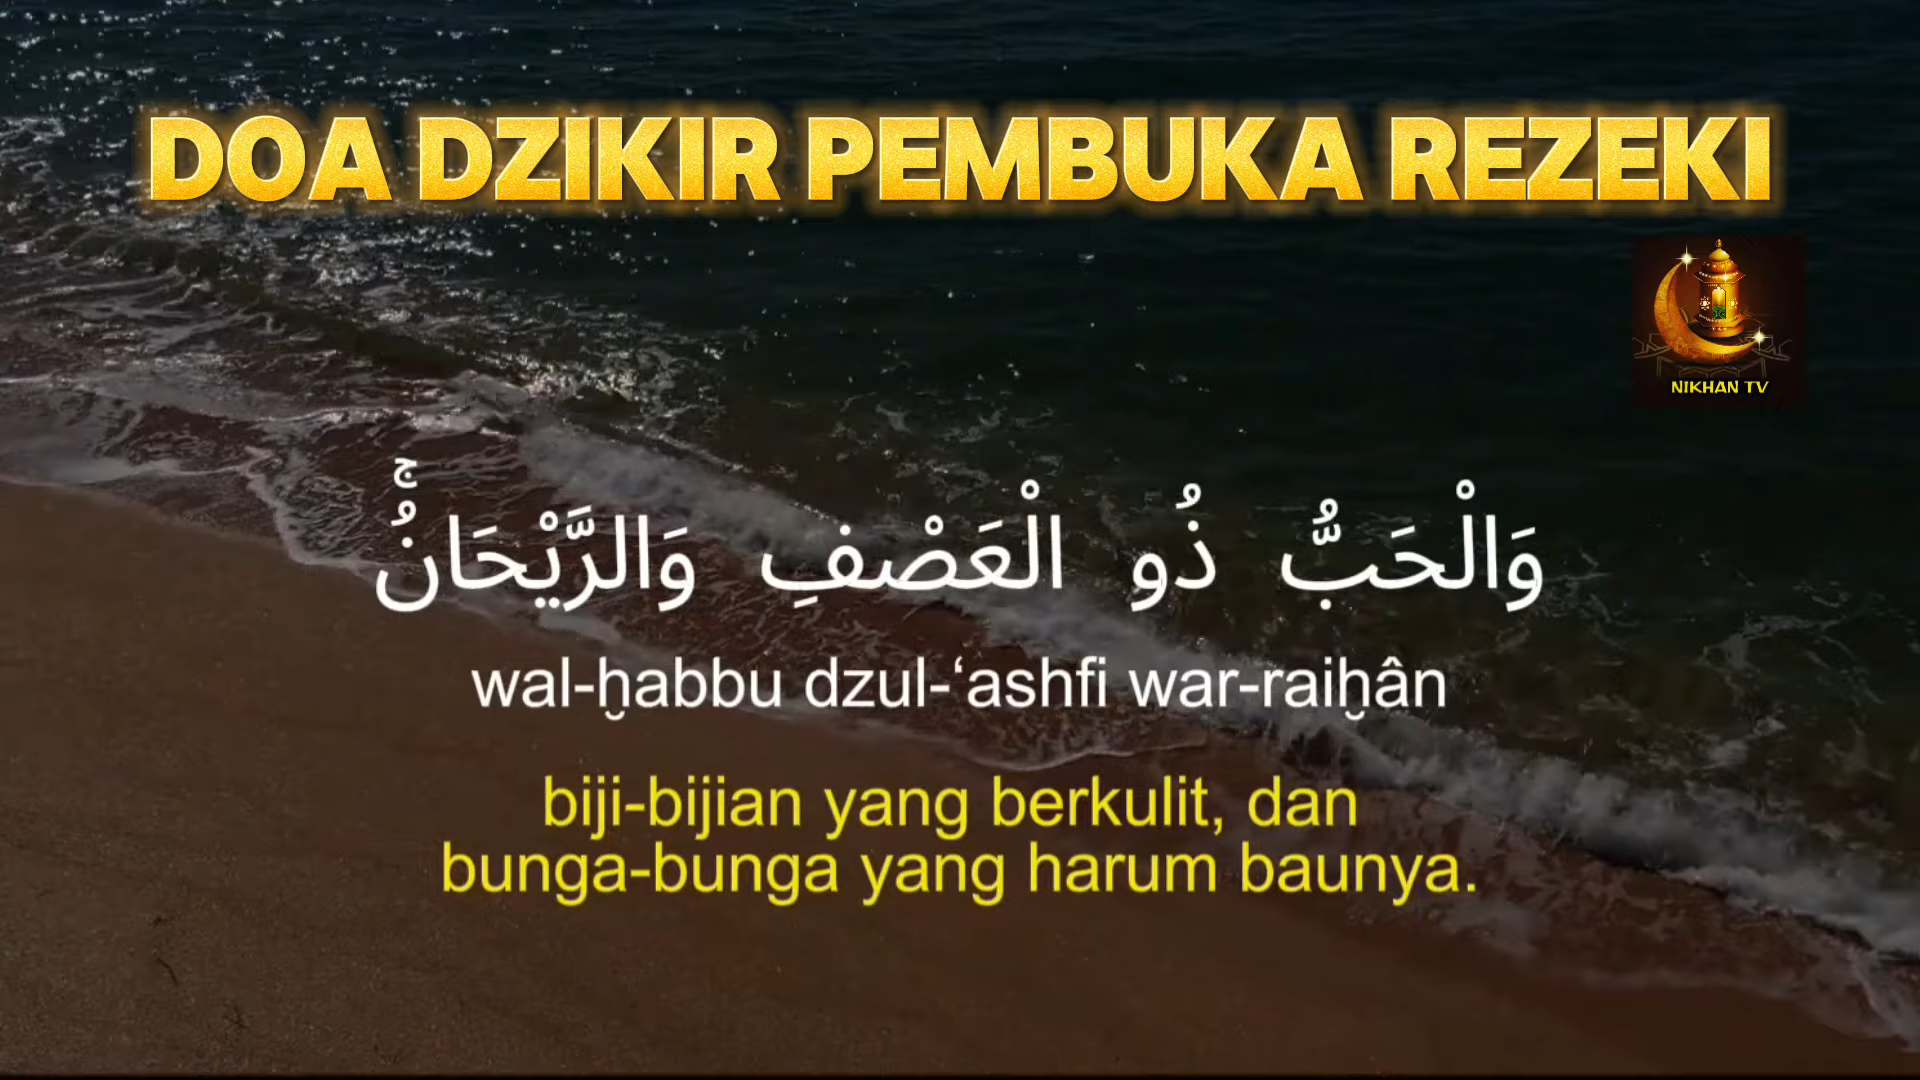 DOA DZIKIR PEMBUKA REZEKI
NIKHAN TV
وَالْحَبُّ ذُو الْعَصْفِ وَالرَّيْحَانُۚ
wal-ḫabbu dzul-‘ashfi war-raiḫân
biji-bijian yang berkulit, dan
bunga-bunga yang harum baunya.